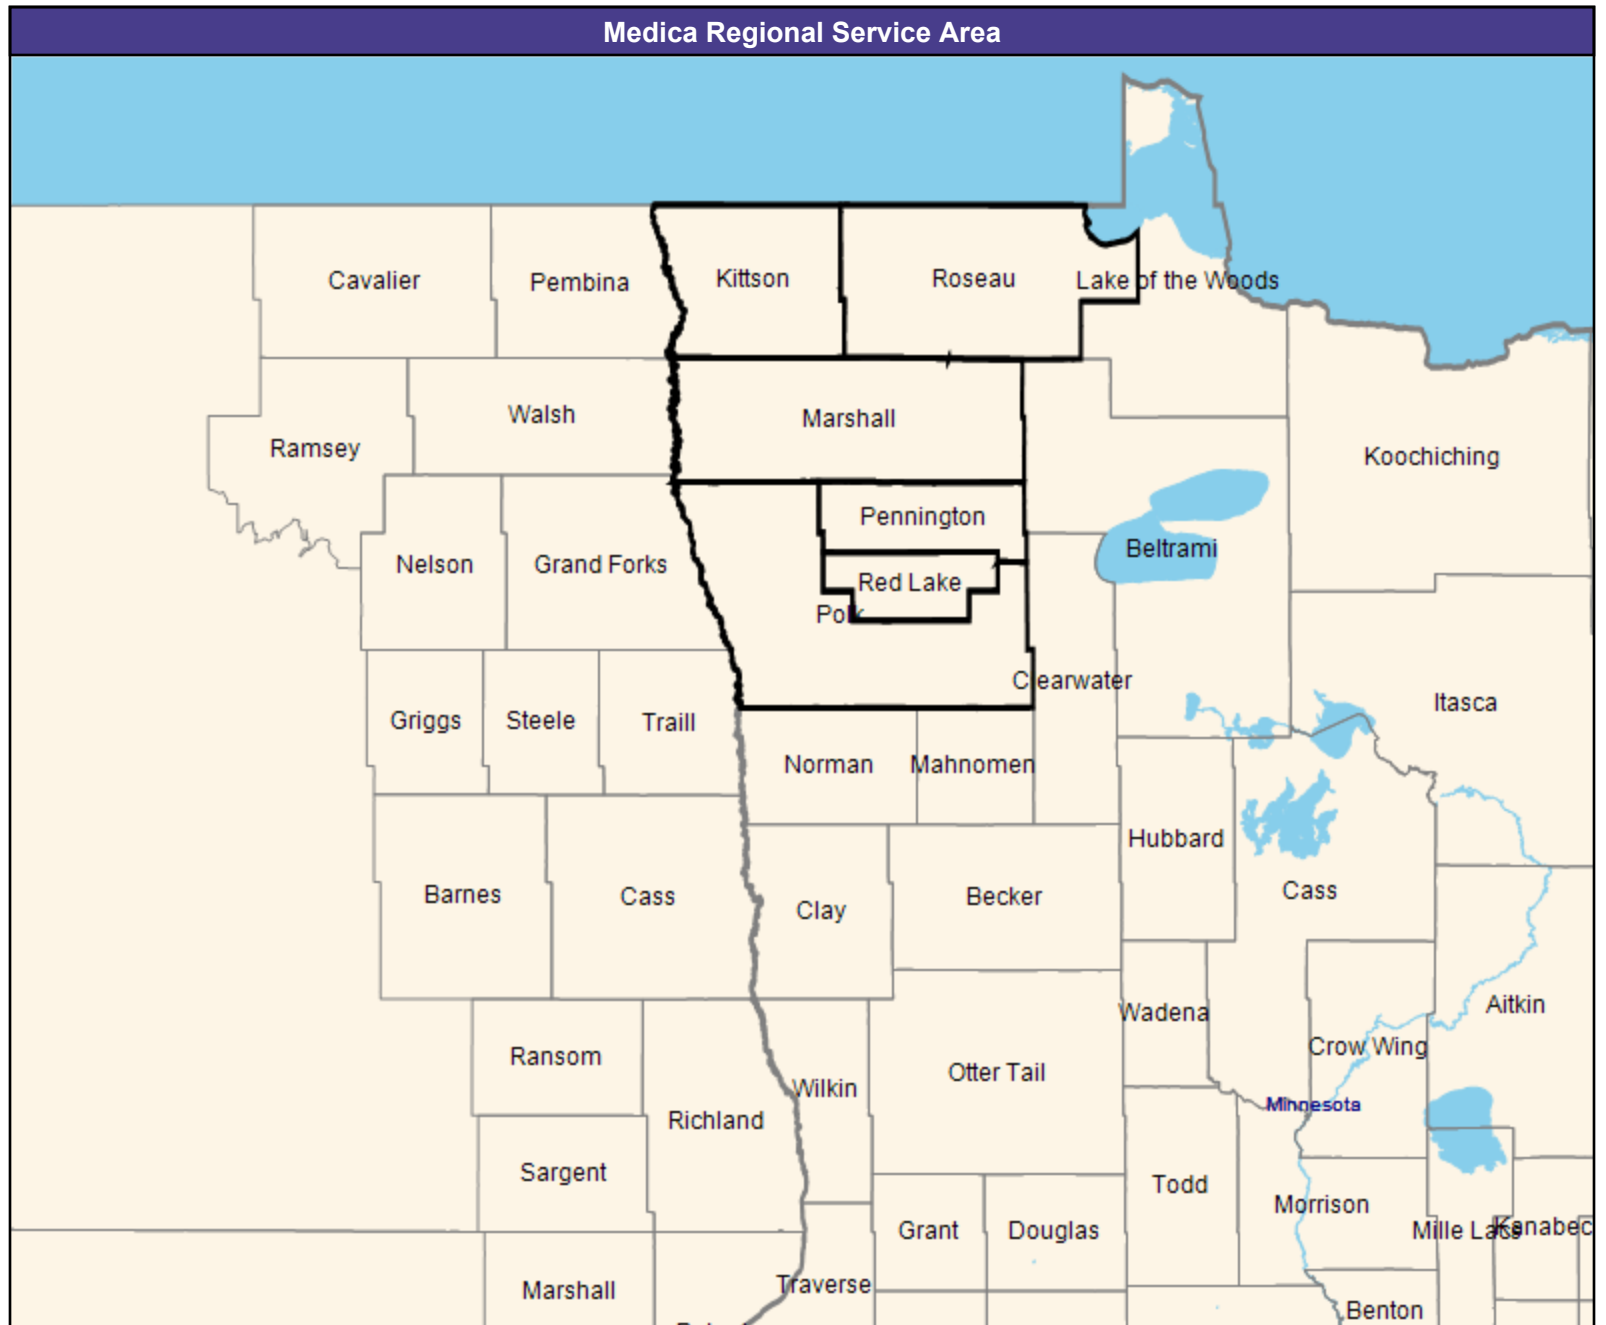 Medica Regional Service Area
Cavalier
Pembina
Kittson
Roseau
Lake of the Woods
Walsh
Marshall
Ramsey
Koochiching
Pennington
Nelson
Grand Forks
Beltrami
Red Lake
Polk
Clearwater
Griggs
Steele
Traill
Itasca
Norman
Mahnomen
Hubbard
Barnes
Cass
Clay
Becker
Cass
Wadena
Aitkin
Ransom
Crow Wing
Otter Tail
Wilkin
Minnesota
Richland
Sargent
Todd
Morrison
Grant
Douglas
Mille Lacs
Kanabec
Marshall
Traverse
Benton